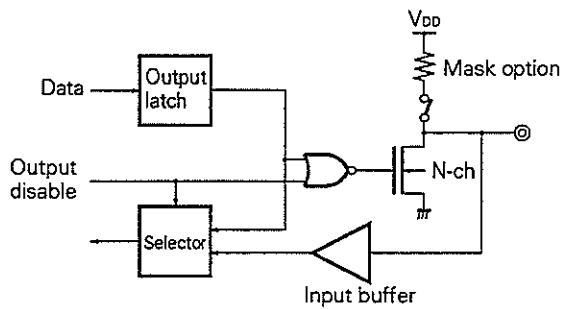 VDD
Mask option
Output
latch
Data
Output
disable
N-ch
Selector
Input buffer